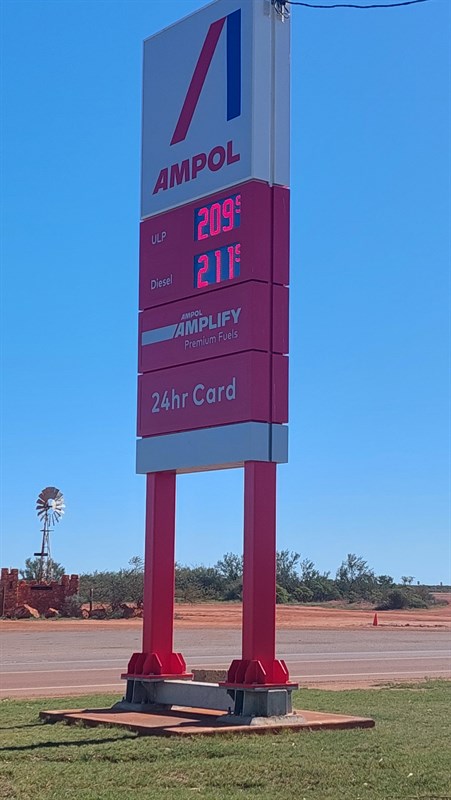 AMPOL
ULP 209⁹
Diesel 211⁹
AMPOL
AMPLIFY
Premium Fuels
24hr Card